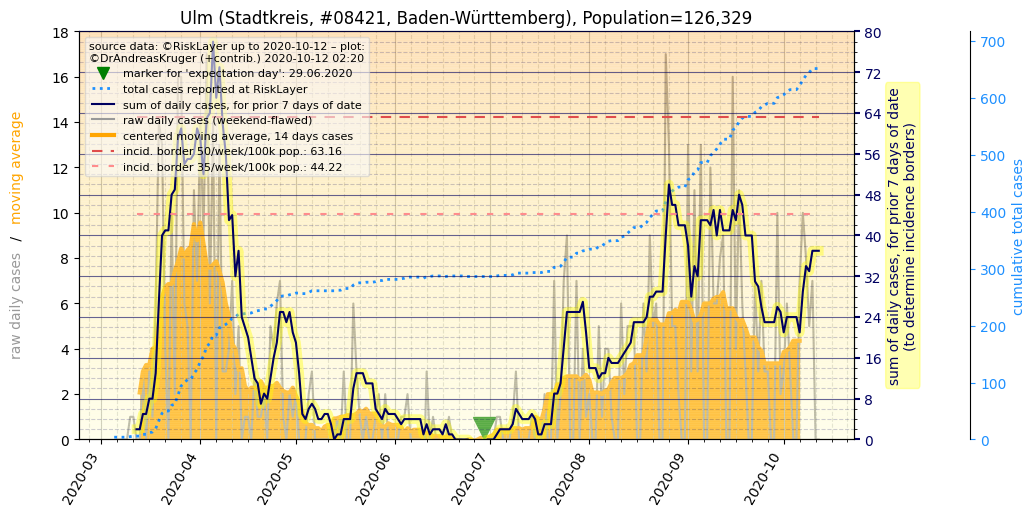 Ulm (Stadtkreis, #08421, Baden-Württemberg), Population=126,329
source data: ©RiskLayer up to 2020-10-12 – plot:
©DrAndreasKruger (+contrib.) 2020-10-12 02:20
marker for 'expectation day': 29.06.2020
total cases reported at RiskLayer
sum of daily cases, for prior 7 days of date
raw daily cases (weekend-flawed)
centered moving average, 14 days cases
incid. border 50/week/100k pop.: 63.16
incid. border 35/week/100k pop.: 44.22
raw daily cases / moving average
18
16
14
12
10
8
6
4
2
0
80
72
64
56
48
40
32
24
16
8
0
sum of daily cases, for prior 7 days of date
(to determine incidence borders)
700
600
500
400
300
200
100
0
cumulative total cases
2020-03
2020-04
2020-05
2020-06
2020-07
2020-08
2020-09
2020-10